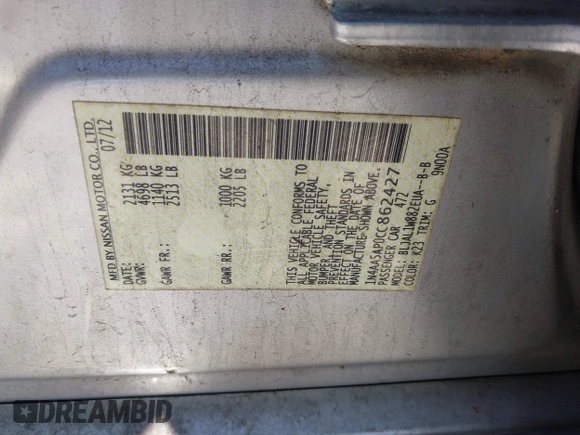 MFD BY NISSAN MOTOR CO., LTD.
DATE: 07/12
GVWR: 2131 KG
4698 LB
GAWR FR.: 1140 KG
2513 LB
GAWR RR.: 1000 KG
2205 LB
THIS VEHICLE CONFORMS TO
ALL APPLICABLE FEDERAL
MOTOR VEHICLE SAFETY,
BUMPER, AND THEFT
PREVENTION STANDARDS IN
EFFECT ON THE DATE OF
MANUFACTURE SHOWN ABOVE.
1N4AA5AP0CC862427
PASSENGER CAR 472
COLOR: K23 TRIM: G 9N00A
DREAMBID